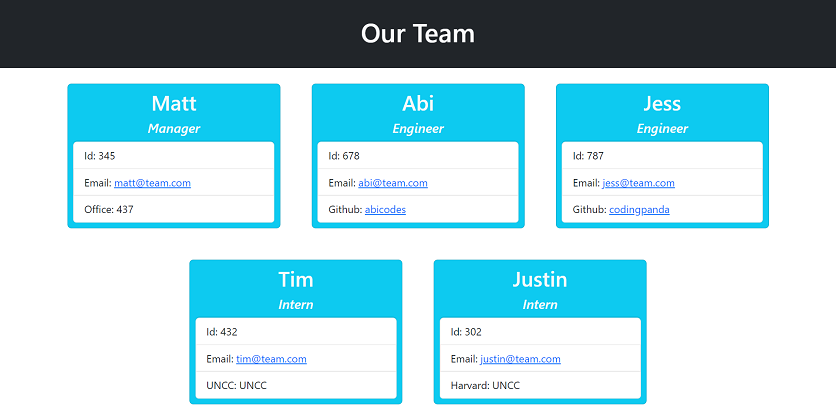 Our Team
Matt
Manager
Id: 345
Email: matt@team.com
Office: 437
Abi
Engineer
Id: 678
Email: abi@team.com
Github: abicodes
Jess
Engineer
Id: 787
Email: jess@team.com
Github: codingpanda
Tim
Intern
Id: 432
Email: tim@team.com
UNCC: UNCC
Justin
Intern
Id: 302
Email: justin@team.com
Harvard: UNCC